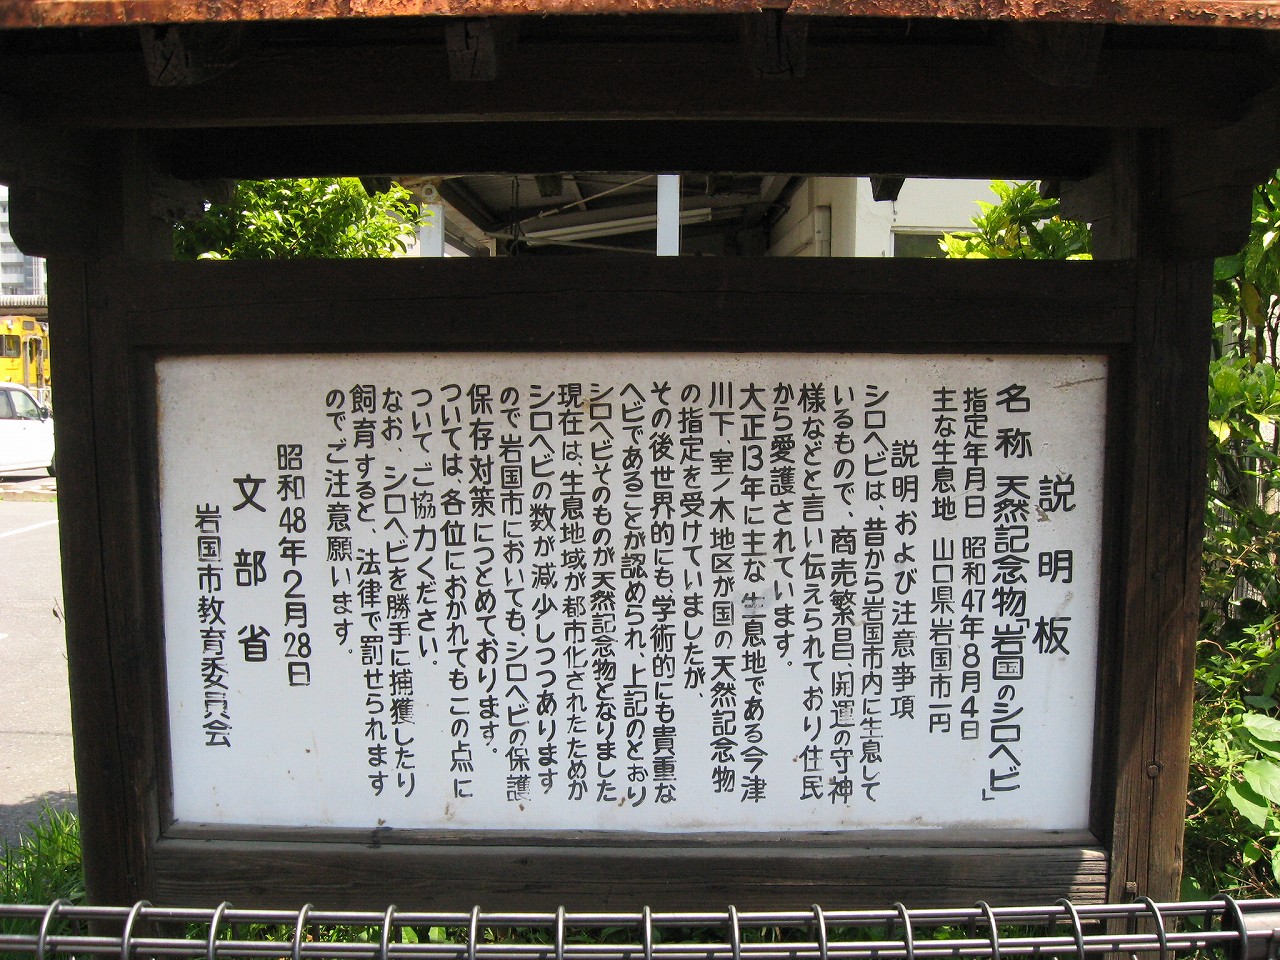 説明板
名称 天然記念物「岩国のシロヘビ」
指定年月日 昭和47年8月4日
主な生息地 山口県岩国市一円
説明および注意事項
シロヘビは、昔から岩国市内に生息して
いるもので、商売繁昌、開運の守神
様などと言い伝えられており住民
から愛護されています。
大正13年に主な生息地である今津
川下、室ノ木地区が国の天然記念物
の指定を受けていましたが、
その後世界的にも学術的にも貴重な
ヘビであることが認められ、上記のとおり
シロヘビそのものが天然記念物となりました
現在は、生息地域が都市化されたためか
シロヘビの数が減少しつつあります
ので岩国市においても、シロヘビの保護
保存対策につとめております。
ついては、各位におかれてもこの点に
ついてご協力ください。
なお、シロヘビを勝手に捕獲したり
飼育すると、法律で罰せられます
のでご注意願います。
昭和48年2月28日
文部省
岩国市教育委員会